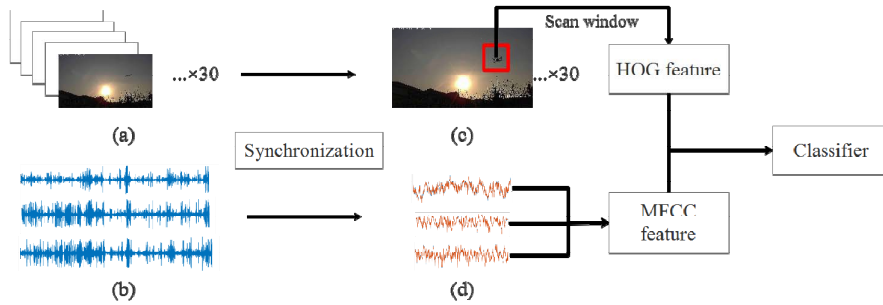 Scan window
...×30
...×30
HOG feature
(a)
(c)
Synchronization
Classifier
MFCC
feature
(b)
(d)